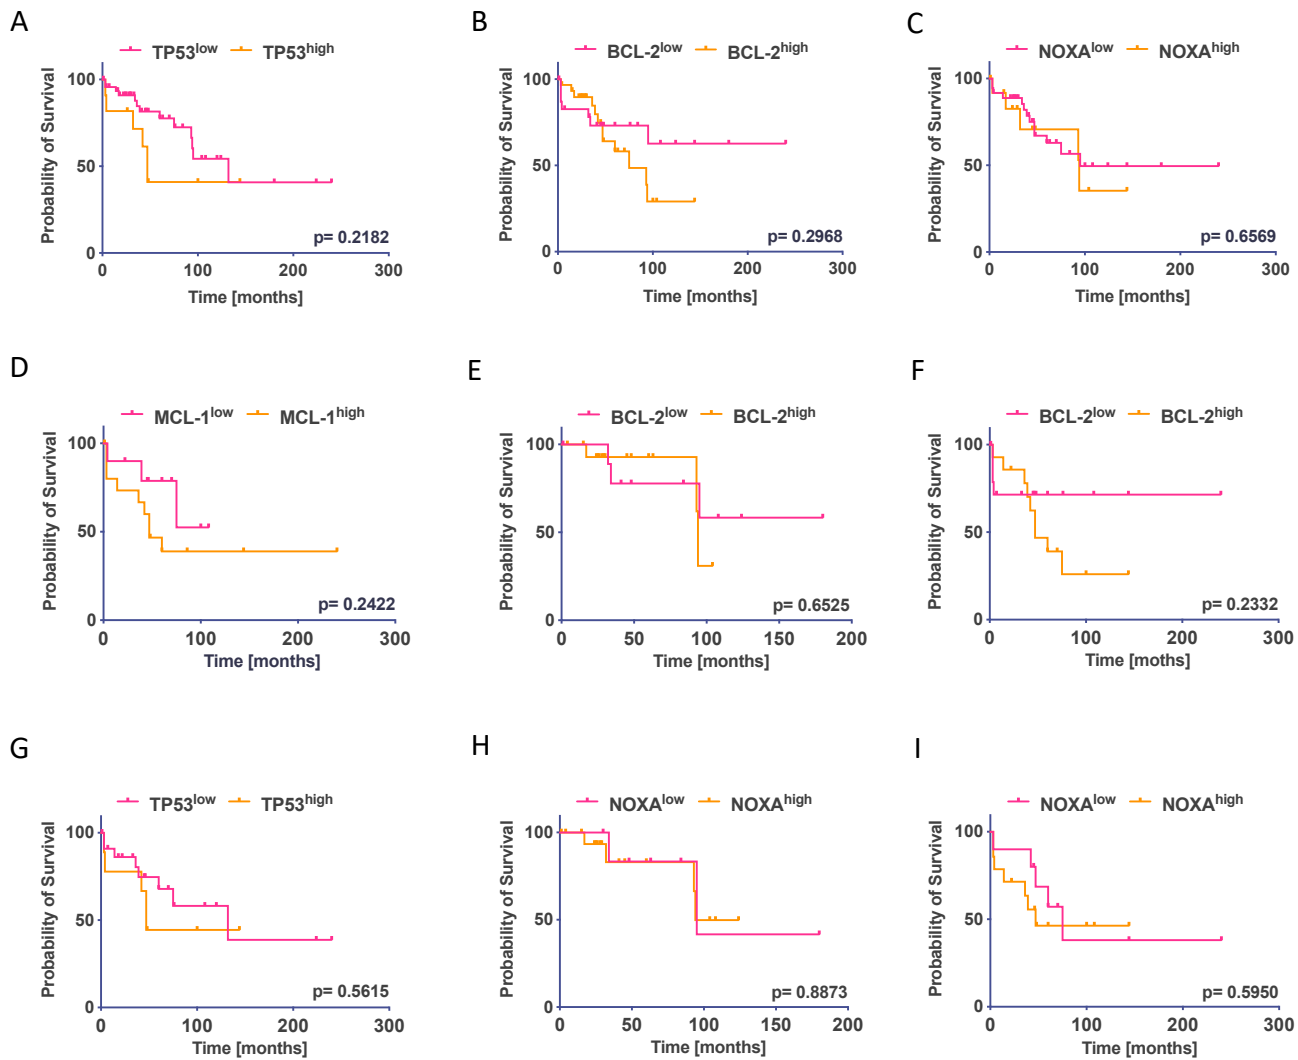 A
TP53low TP53high
Probability of Survival
100
50
0
p= 0.2182
0 100 200 300
Time [months]
B
BCL-2low BCL-2high
Probability of Survival
100
50
0
p= 0.2968
0 100 200 300
Time [months]
C
NOXAlow NOXAhigh
Probability of Survival
100
50
0
p= 0.6569
0 100 200 300
Time [months]
D
MCL-1low MCL-1high
Probability of Survival
100
50
0
p= 0.2422
0 100 200 300
Time [months]
E
BCL-2low BCL-2high
Probability of Survival
100
50
0
p= 0.6525
0 50 100 150 200
Time [months]
F
BCL-2low BCL-2high
Probability of Survival
100
50
0
p= 0.2332
0 100 200 300
Time [moths]
G
TP53low TP53high
Probability of Survival
100
50
0
p= 0.5615
0 100 200 300
Time [months]
H
NOXAlow NOXAhigh
Probability of Survival
100
50
0
p= 0.8873
0 50 100 150 200
Time [months]
I
NOXAlow NOXAhigh
Probability of Survival
100
50
0
p= 0.5950
0 100 200 300
Time [months]